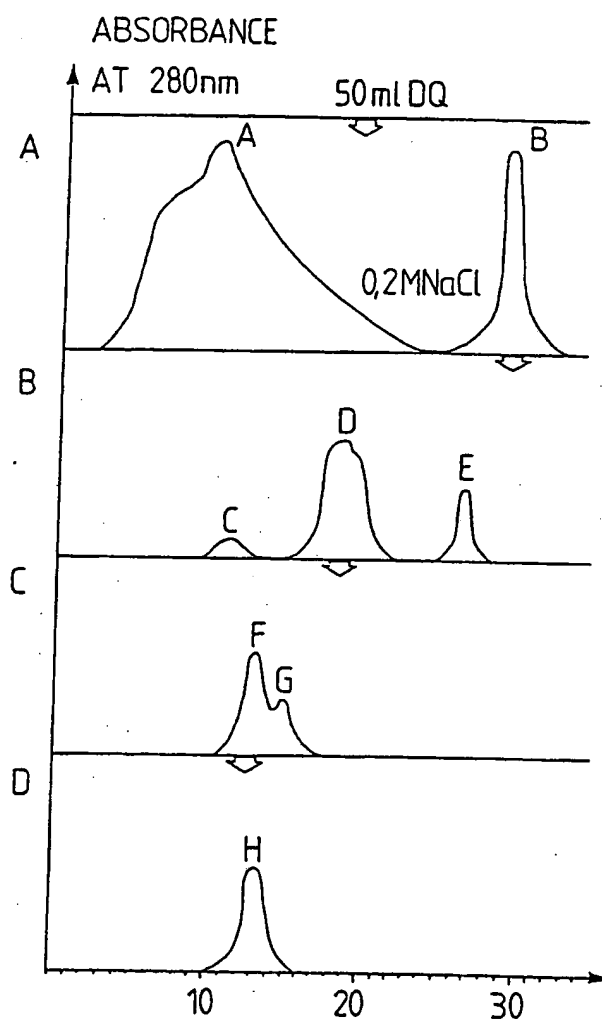 ABSORBANCE
AT 280nm
50ml DQ
A
A
B
0,2MNaCl
B
D
E
C
C
F
G
D
H
10
20
30